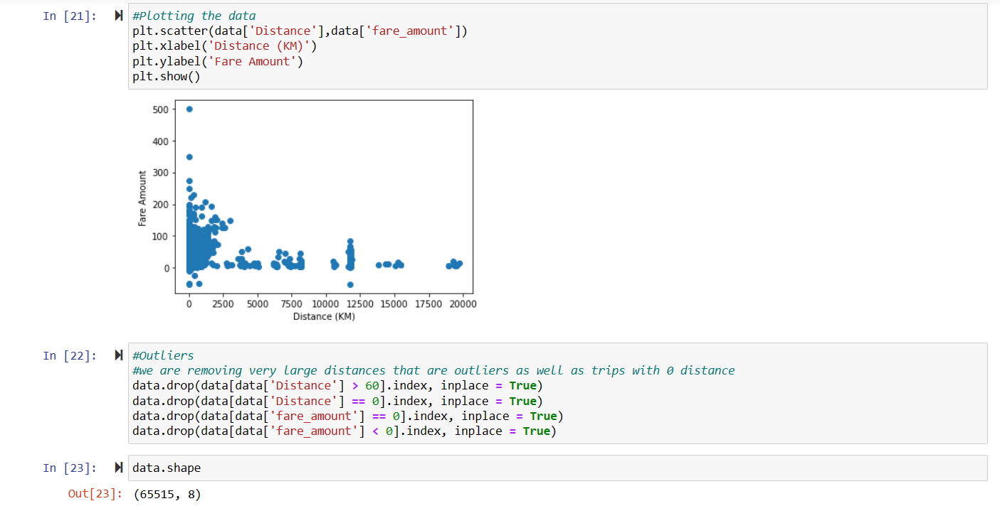 In [21]:
#Plotting the data
plt.scatter(data['Distance'],data['fare_amount'])
plt.xlabel('Distance (KM)')
plt.ylabel('Fare Amount')
plt.show()
500
400
300
200
100
0
Fare Amount
0 2500 5000 7500 10000 12500 15000 17500 20000
Distance (KM)
In [22]:
#Outliers
#we are removing very large distances that are outliers as well as trips with 0 distance
data.drop(data[data['Distance'] > 60].index, inplace = True)
data.drop(data[data['Distance'] == 0].index, inplace = True)
data.drop(data[data['fare_amount'] == 0].index, inplace = True)
data.drop(data[data['fare_amount'] < 0].index, inplace = True)
In [23]:
data.shape
Out[23]: (65515, 8)